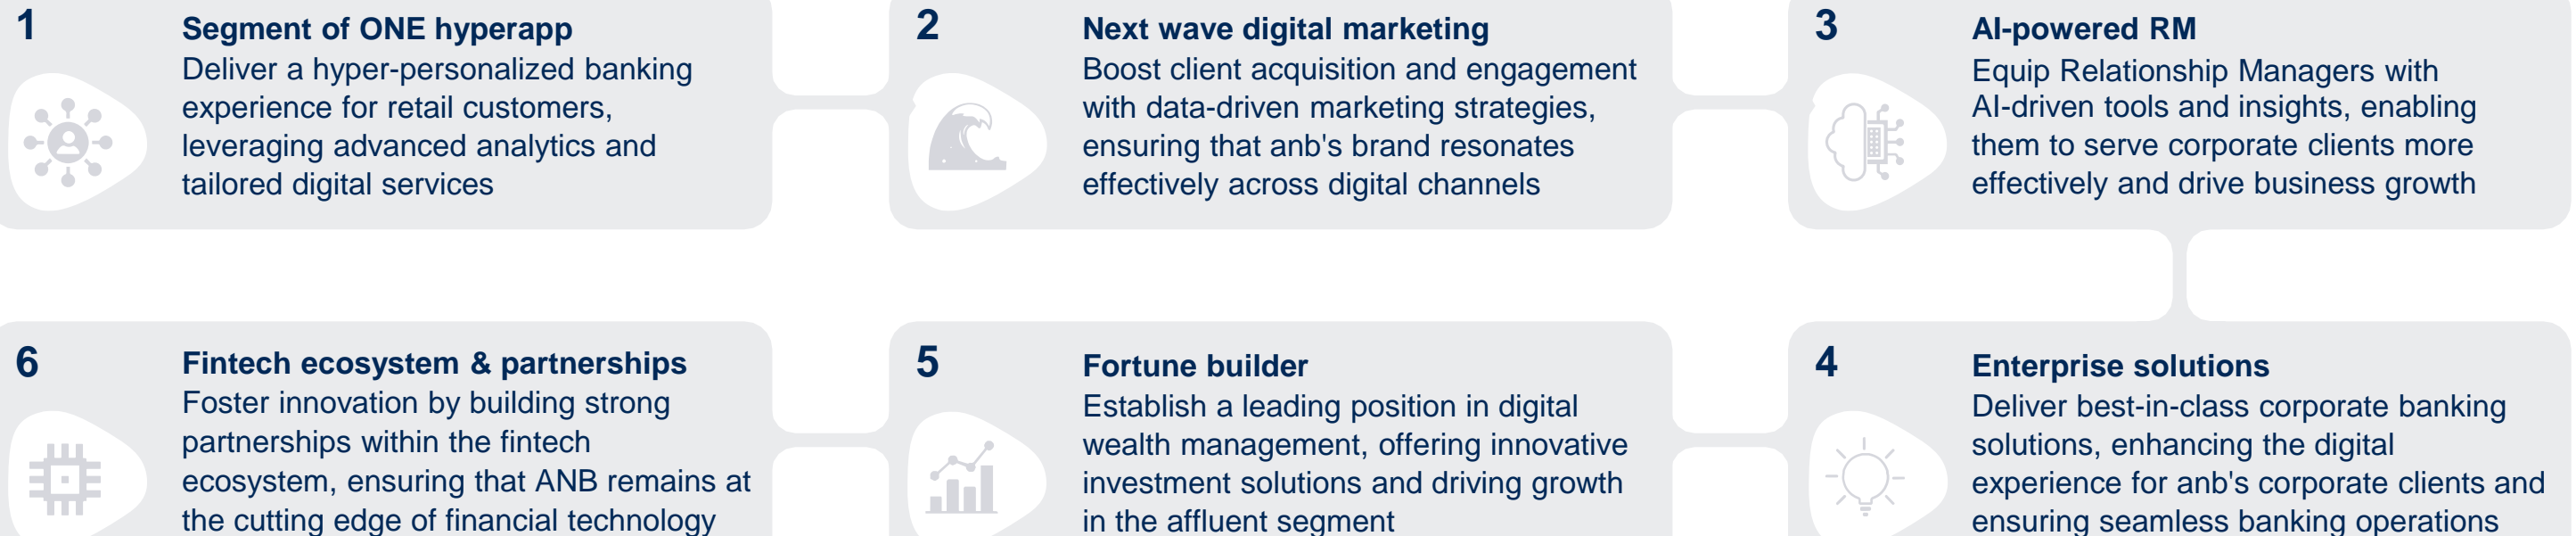 1
Segment of ONE hyperapp
Deliver a hyper-personalized banking
experience for retail customers,
leveraging advanced analytics and
tailored digital services
2
Next wave digital marketing
Boost client acquisition and engagement
with data-driven marketing strategies,
ensuring that anb's brand resonates
effectively across digital channels
3
AI-powered RM
Equip Relationship Managers with
AI-driven tools and insights, enabling
them to serve corporate clients more
effectively and drive business growth
4
Enterprise solutions
Deliver best-in-class corporate banking
solutions, enhancing the digital
experience for anb's corporate clients and
ensuring seamless banking operations
5
Fortune builder
Establish a leading position in digital
wealth management, offering innovative
investment solutions and driving growth
in the affluent segment
6
Fintech ecosystem & partnerships
Foster innovation by building strong
partnerships within the fintech
ecosystem, ensuring that ANB remains at
the cutting edge of financial technology